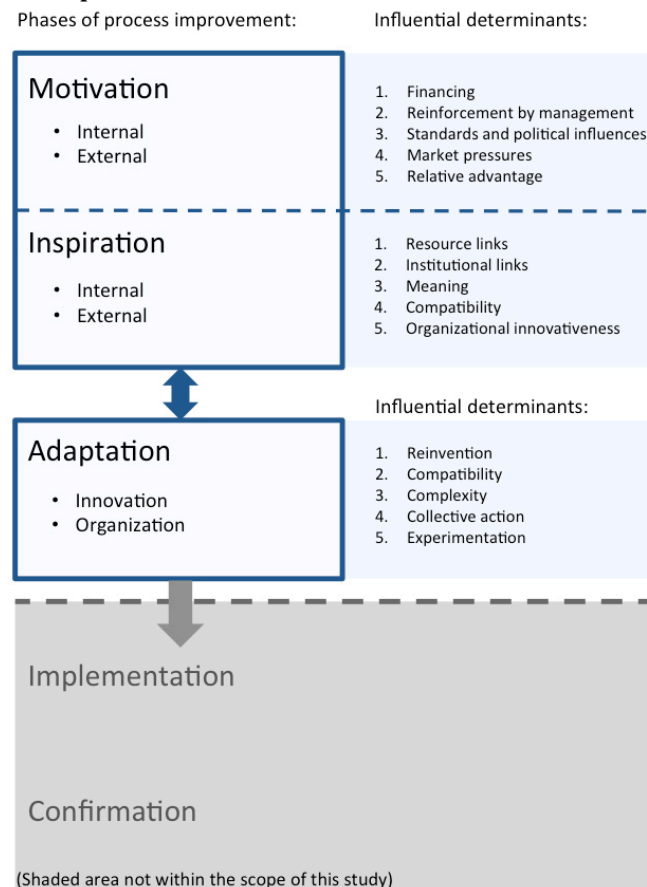 Phases of process improvement:
Influential determinants:
Motivation
• Internal
• External
1. Financing
2. Reinforcement by management
3. Standards and political influences
4. Market pressures
5. Relative advantage
Inspiration
• Internal
• External
1. Resource links
2. Institutional links
3. Meaning
4. Compatibility
5. Organizational innovativeness
Influential determinants:
Adaptation
• Innovation
• Organization
1. Reinvention
2. Compatibility
3. Complexity
4. Collective action
5. Experimentation
Implementation
Confirmation
(Shaded area not within the scope of this study)